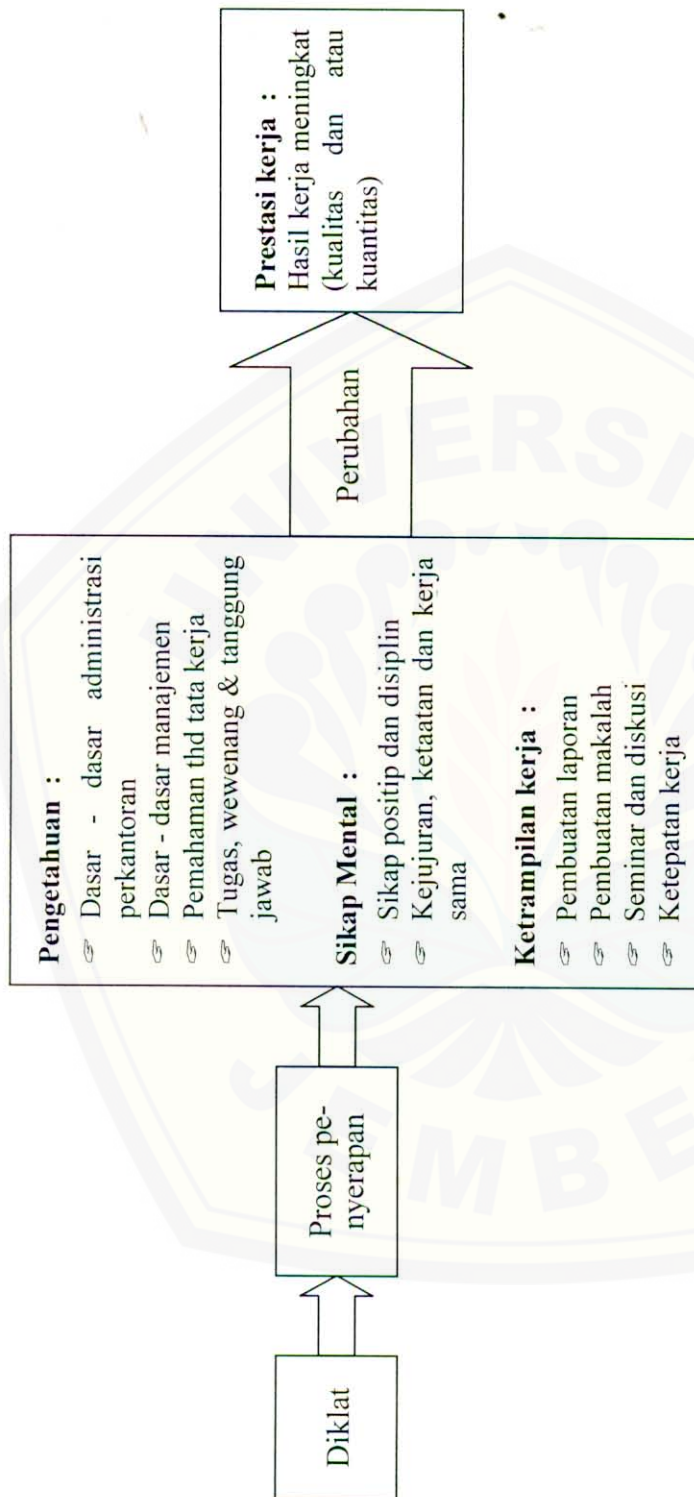 Diklat
Proses pe-
nyerapan
Pengetahuan :
☞ Dasar - dasar administrasi
perkantoran
☞ Dasar - dasar manajemen
☞ Pemahaman thd tata kerja
☞ Tugas, wewenang & tanggung
jawab
Sikap Mental :
☞ Sikap positip dan disiplin
☞ Kejujuran, ketaatan dan kerja
sama
Ketrampilan kerja :
☞ Pembuatan laporan
☞ Pembuatan makalah
☞ Seminar dan diskusi
☞ Ketepatan kerja
Perubahan
Prestasi kerja :
Hasil kerja meningkat
(kualitas dan atau
kuantitas)
UNIVERSI
JEMBE